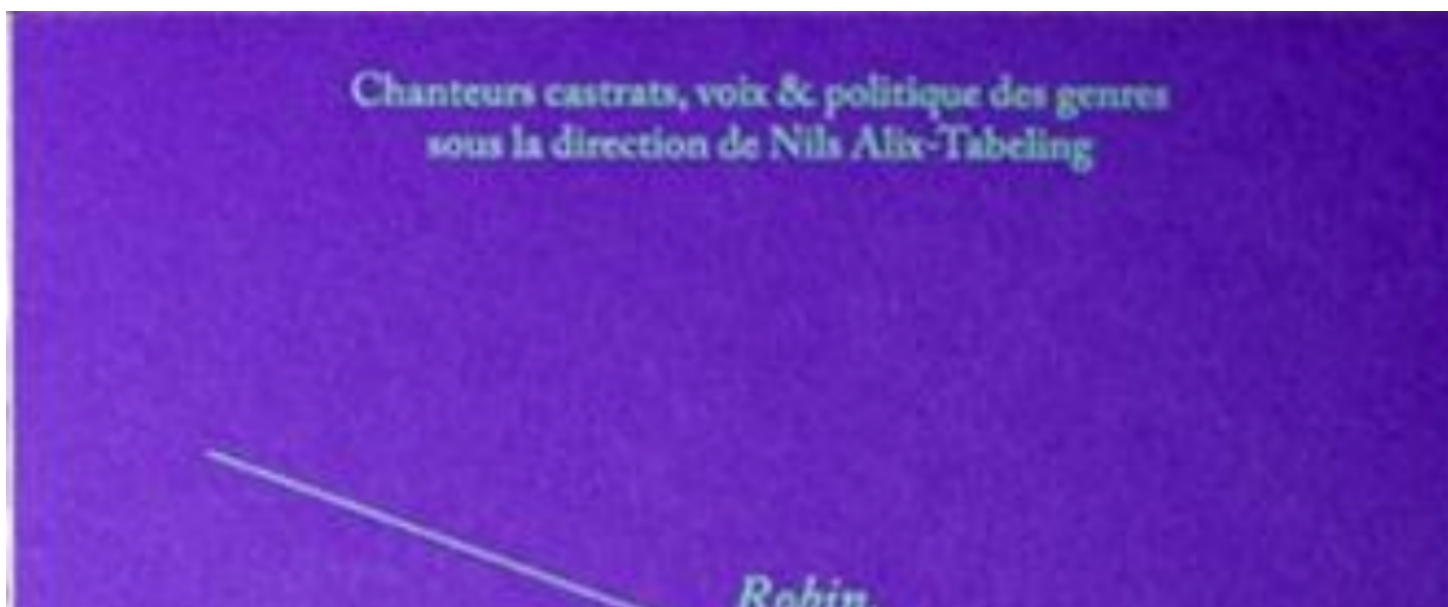 Chanteurs castrats, voix & politique des genres
sous la direction de Nils Alix-Tabeling
Robin,